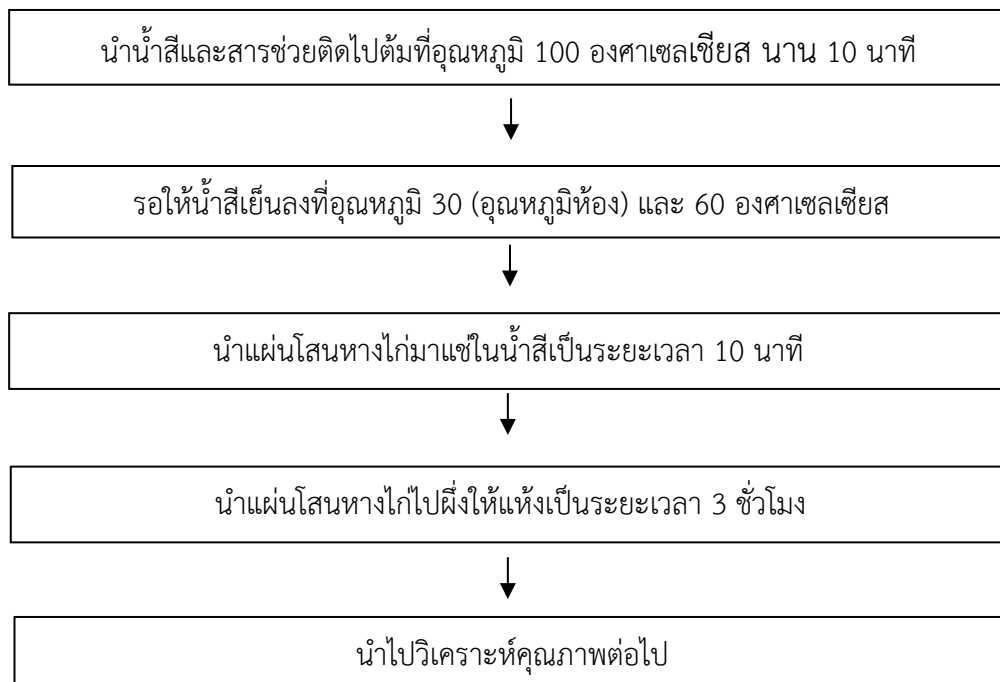 นำน้ำสีและสารช่วยติดไปต้มที่อุณหภูมิ 100 องศาเซลเซียส นาน 10 นาที
รอให้น้ำสีเย็นลงที่อุณหภูมิ 30 (อุณหภูมิห้อง) และ 60 องศาเซลเซียส
นำแผ่นโสนหางไก่มาแช่ในน้ำสีเป็นระยะเวลา 10 นาที
นำแผ่นโสนหางไก่ไปผึ่งให้แห้งเป็นระยะเวลา 3 ชั่วโมง
นำไปวิเคราะห์คุณภาพต่อไป